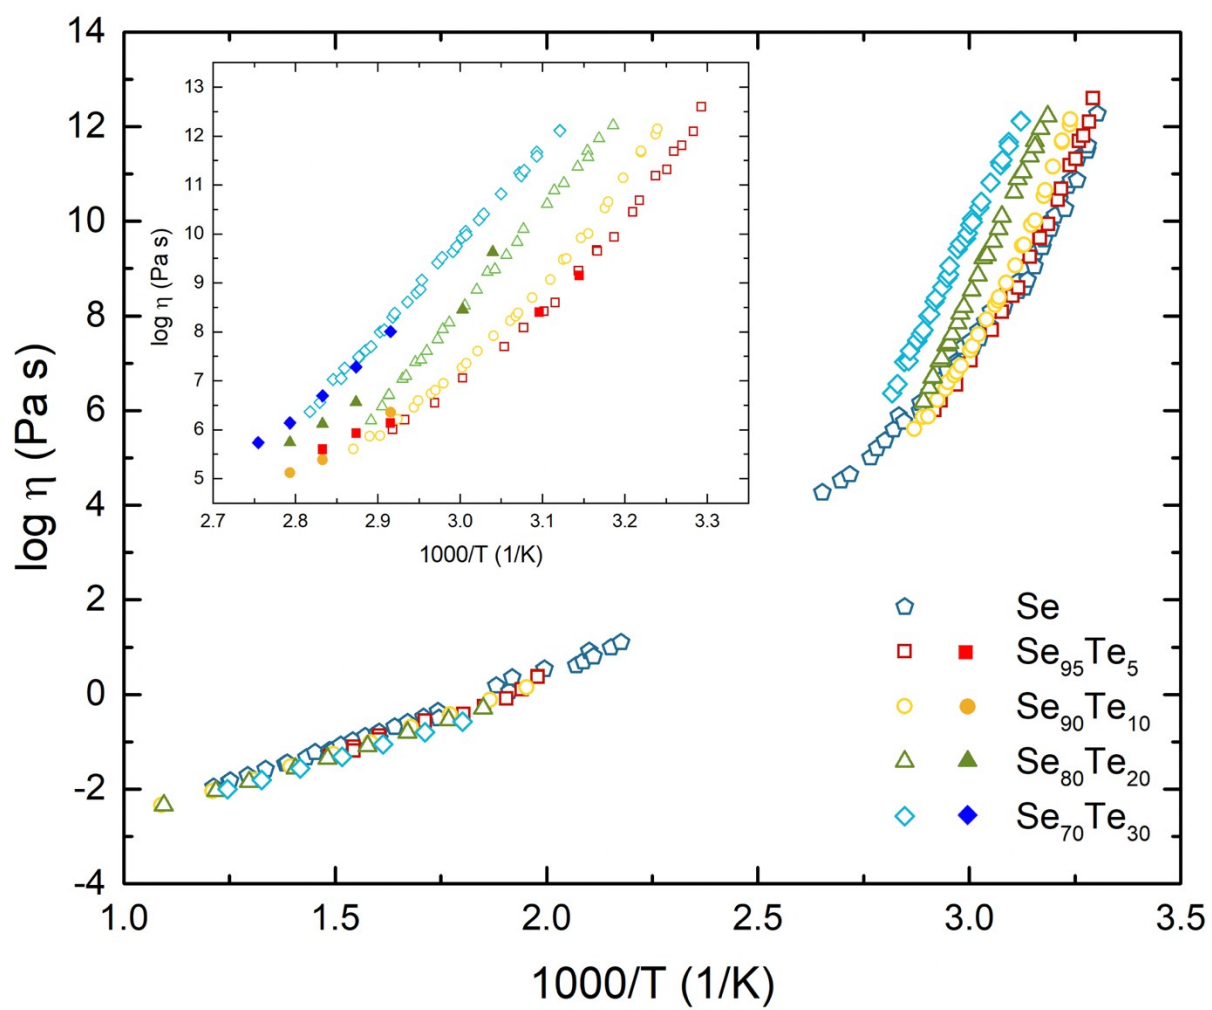 14
12
10
8
6
4
2
0
-2
-4
log η (Pa s)
1.0 1.5 2.0 2.5 3.0 3.5
1000/T (1/K)
13
12
11
10
9
8
7
6
5
log η (Pa s)
2.7 2.8 2.9 3.0 3.1 3.2 3.3
1000/T (1/K)
Se
Se95Te5
Se90Te10
Se80Te20
Se70Te30